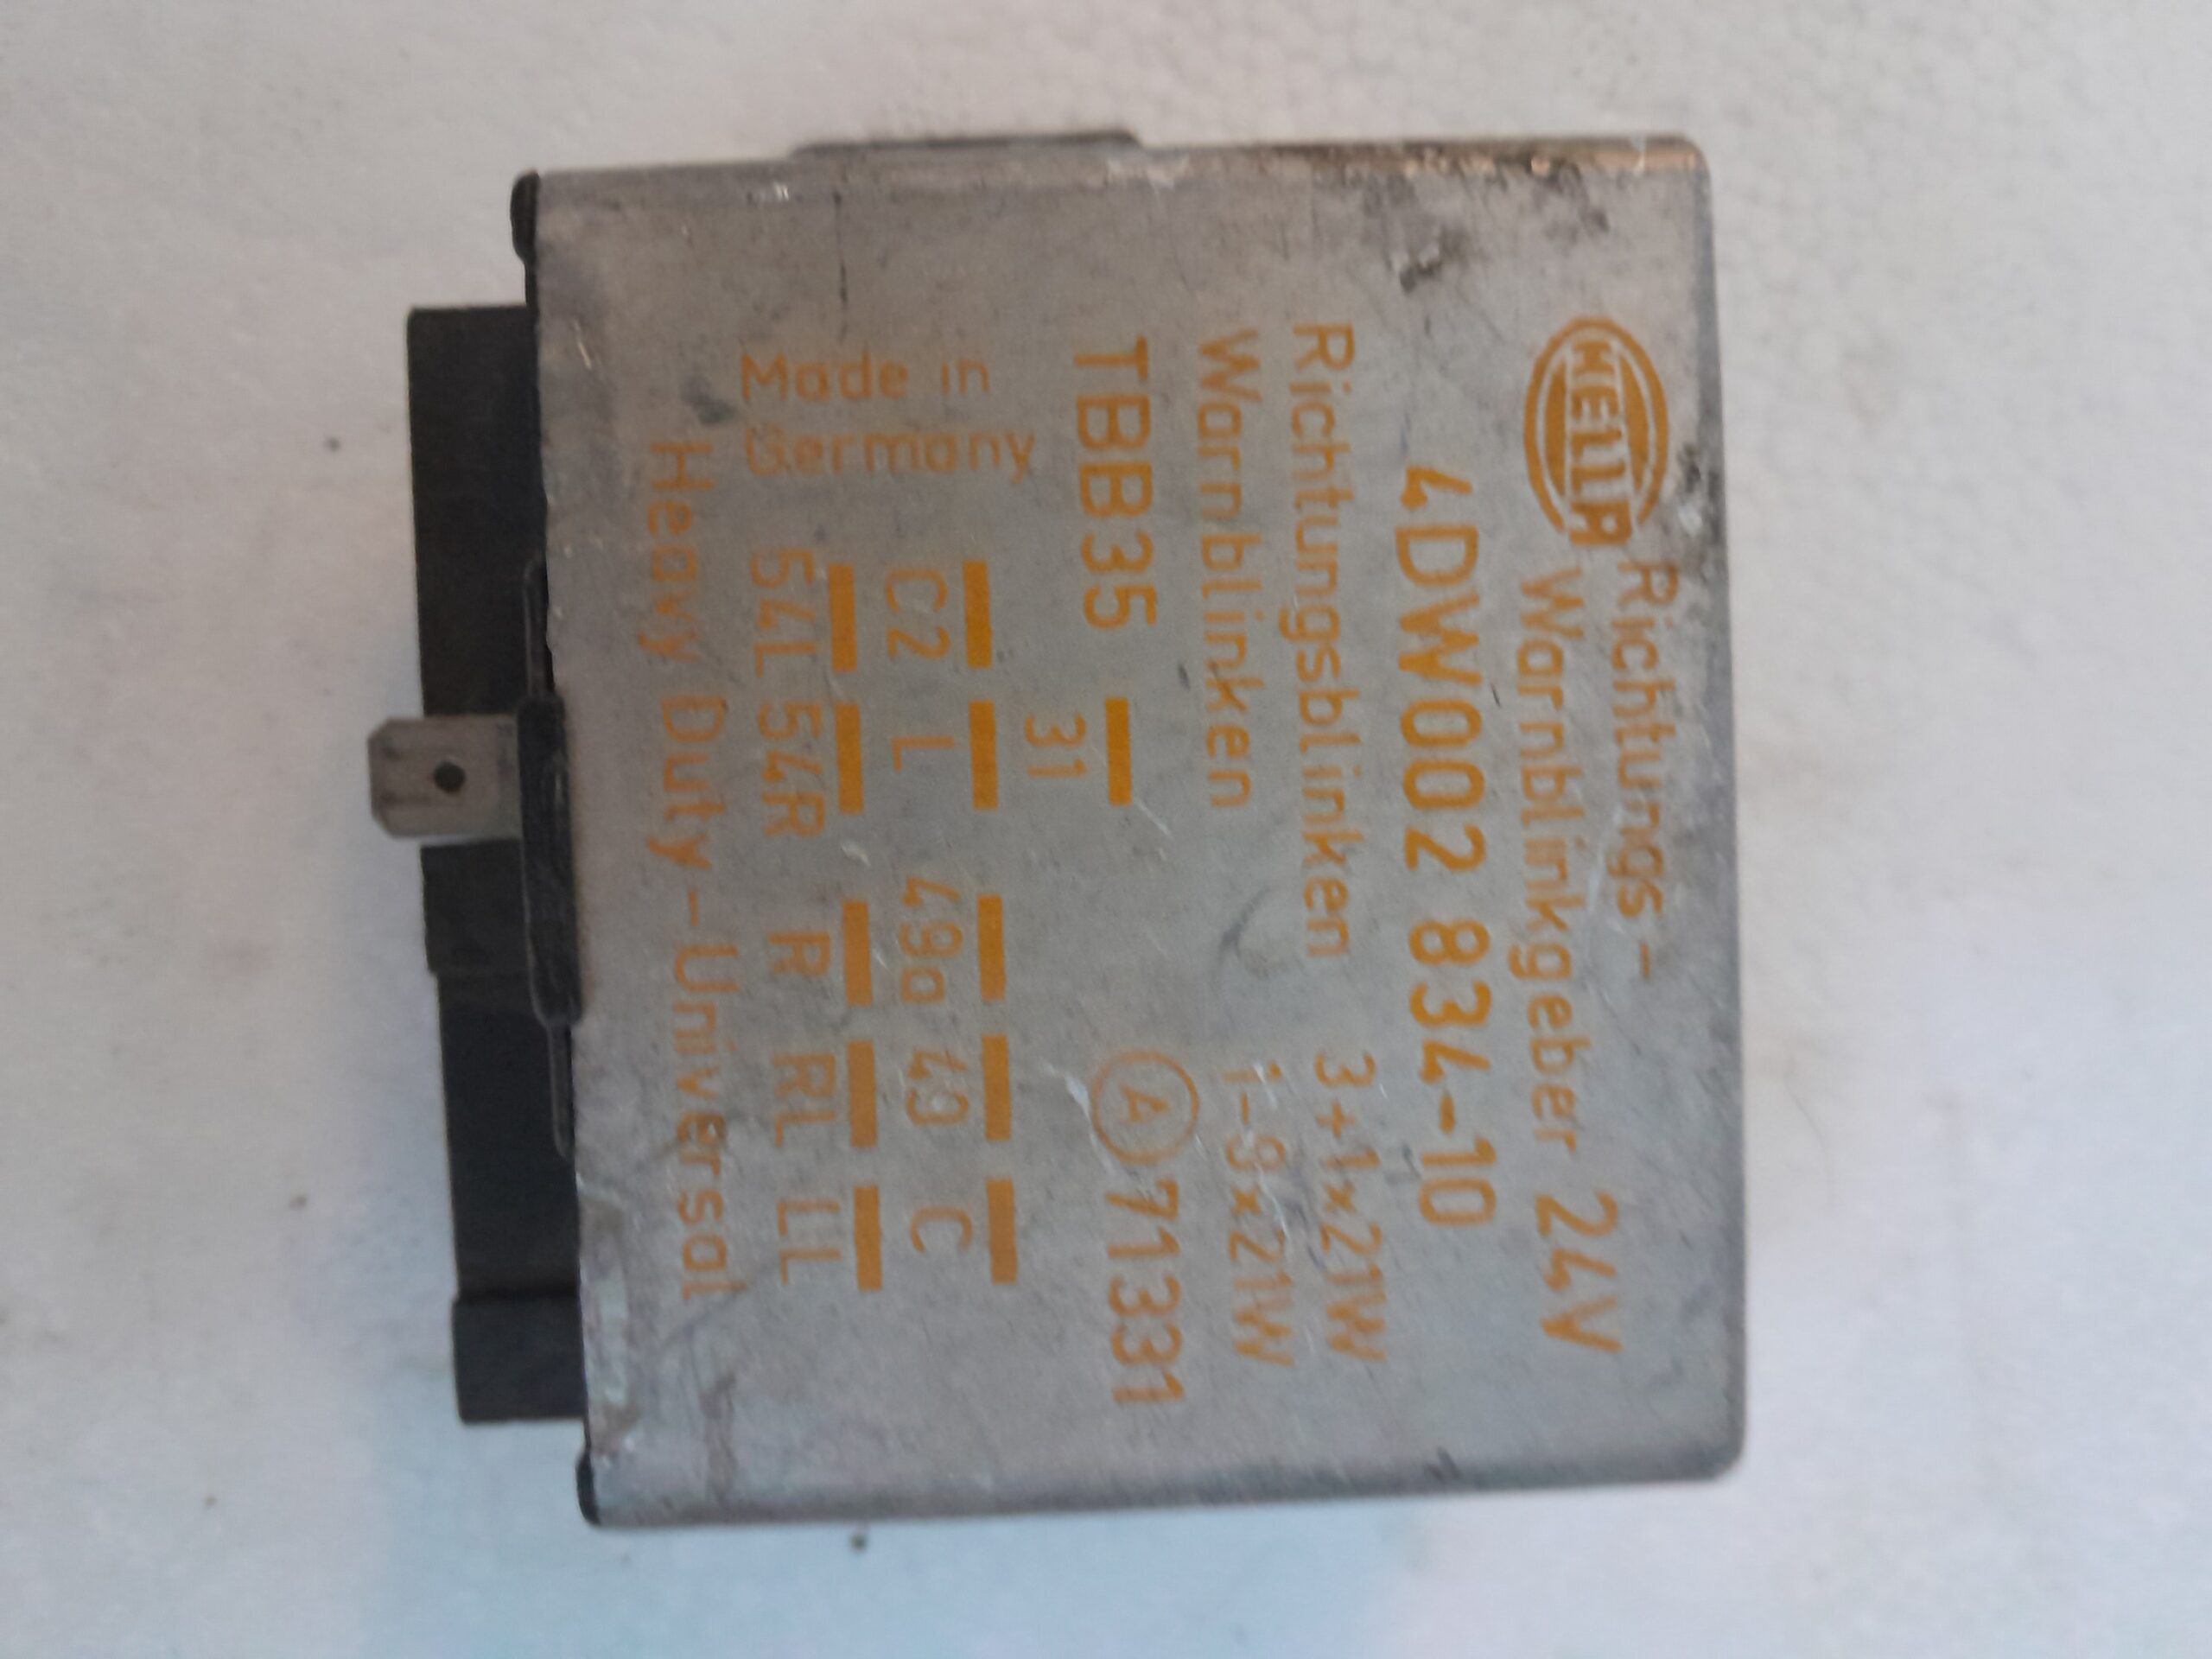 HELLA
Richtungs-
Warnblinkgeber 24V
4DW002 834-10
Richtungsblinken 3+1x21W
Warnblinken 1-8x21W
TBB35
A 71331
31
Made in
Germany
C2 L 49a 49 C
54L 54R R RL LL
Heavy Duty-Universal